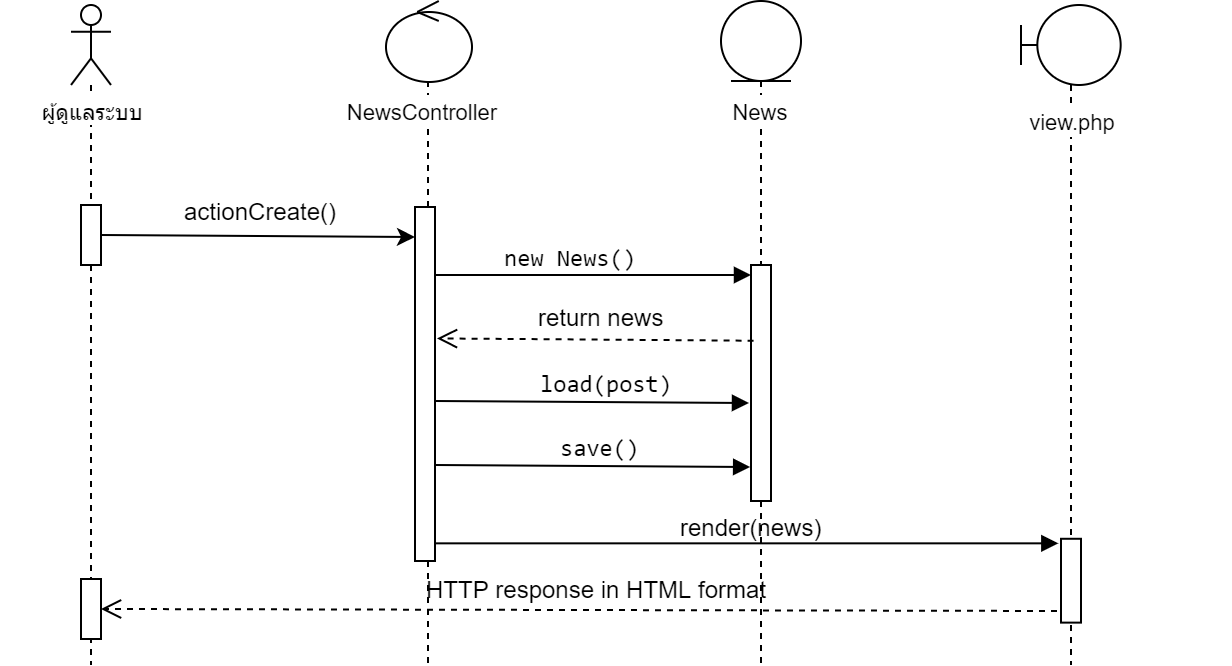 ผู้ดูแลระบบ
NewsController
News
view.php
actionCreate()
new News()
return news
load(post)
save()
render(news)
HTTP response in HTML format